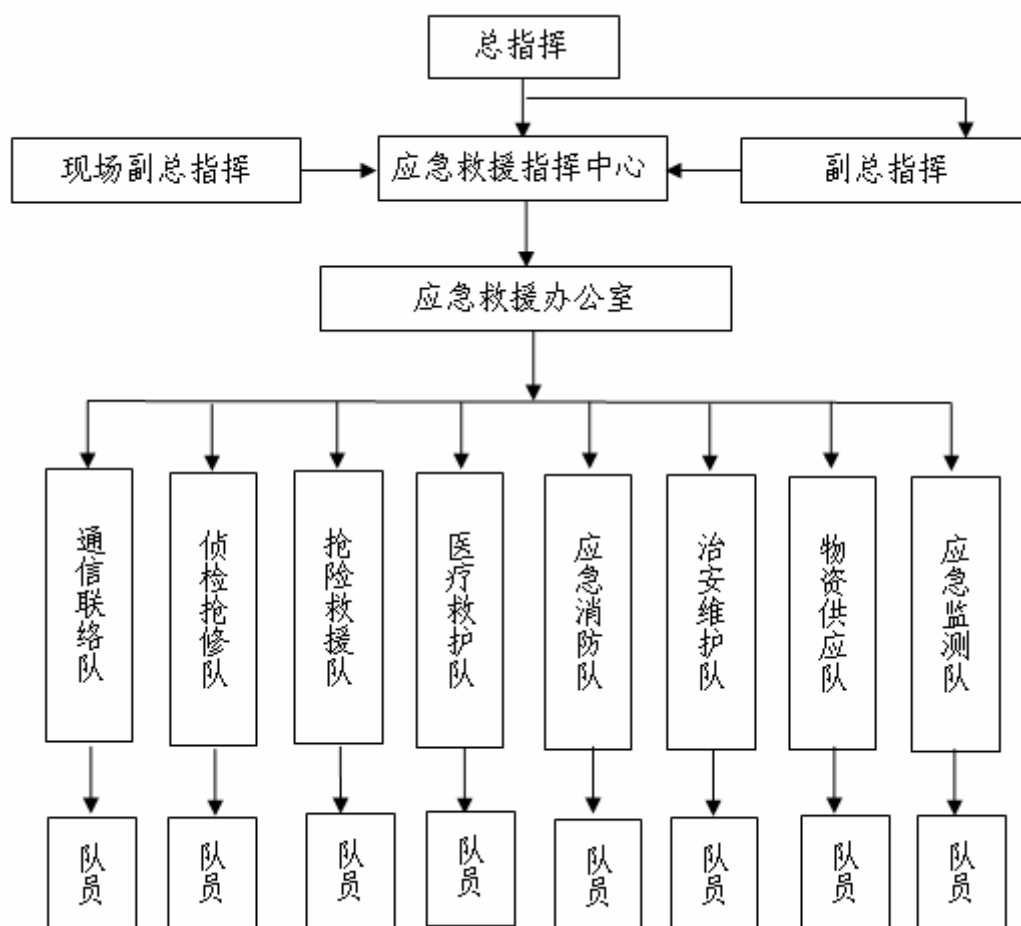 总指挥
现场副总指挥
应急救援指挥中心
副总指挥
应急救援办公室
通信联络队
侦检抢修队
抢险救援队
医疗救护队
应急消防队
治安维护队
物资供应队
应急监测队
队员
队员
队员
队员
队员
队员
队员
队员